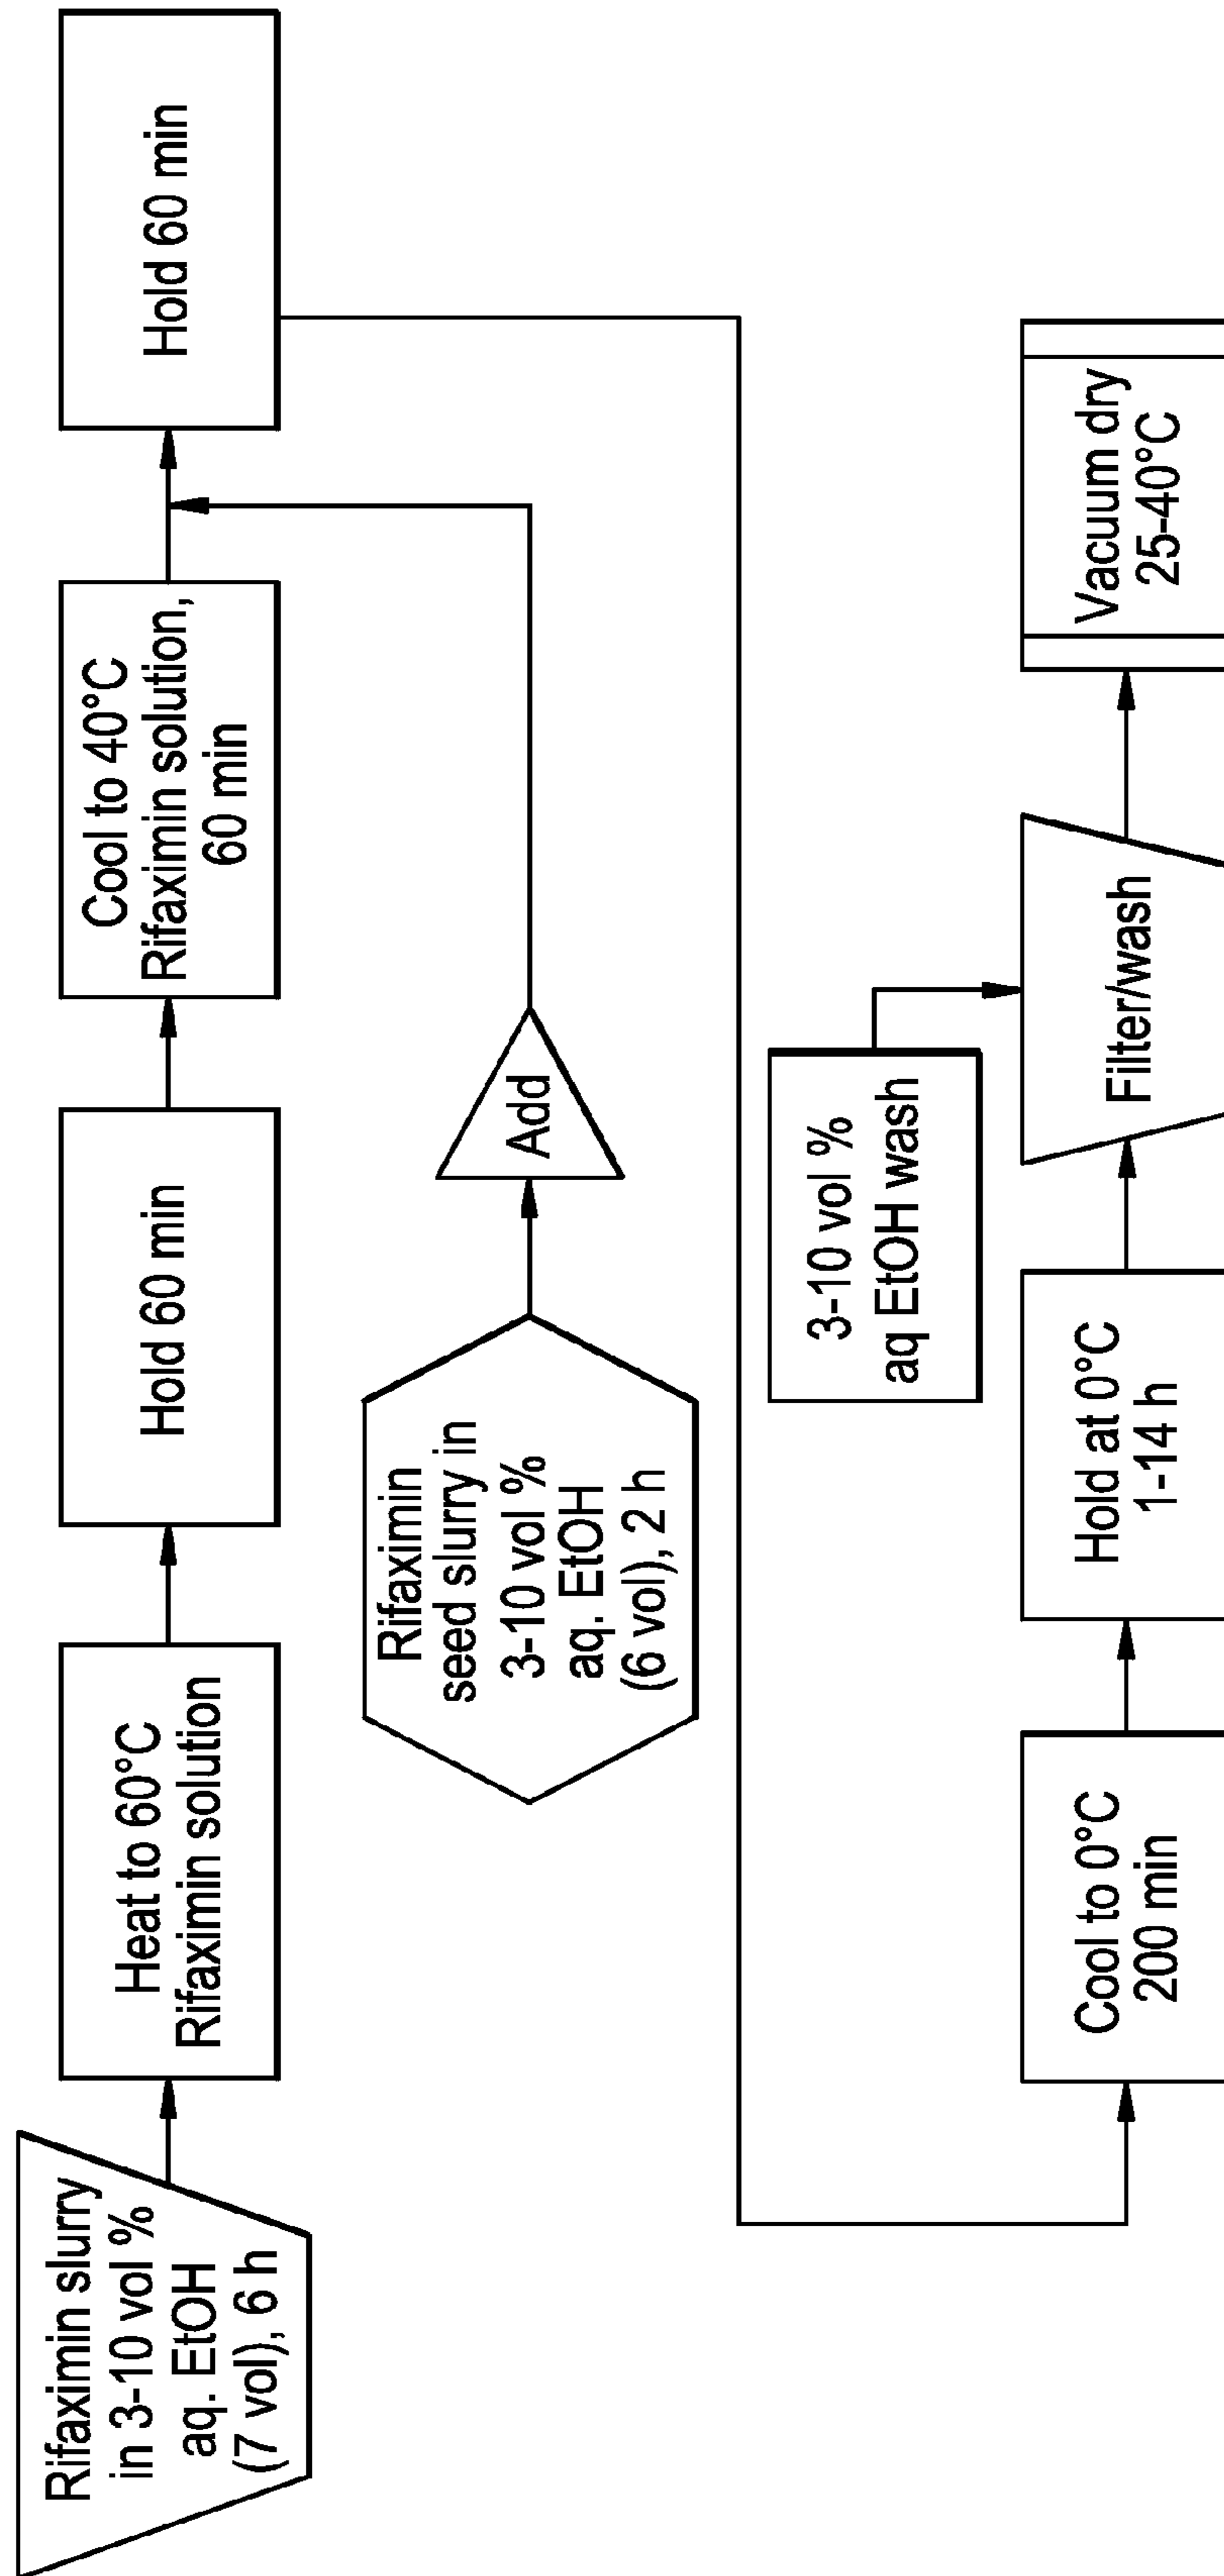 Rifaximin slurry
in 3-10 vol %
aq. EtOH
(7 vol), 6 h
Heat to 60°C
Rifaximin solution
Hold 60 min
Cool to 40°C
Rifaximin solution,
60 min
Hold 60 min
Rifaximin
seed slurry in
3-10 vol %
aq. EtOH
(6 vol), 2 h
Add
3-10 vol %
aq EtOH wash
Cool to 0°C
200 min
Hold at 0°C
1-14 h
Filter/wash
Vacuum dry
25-40°C